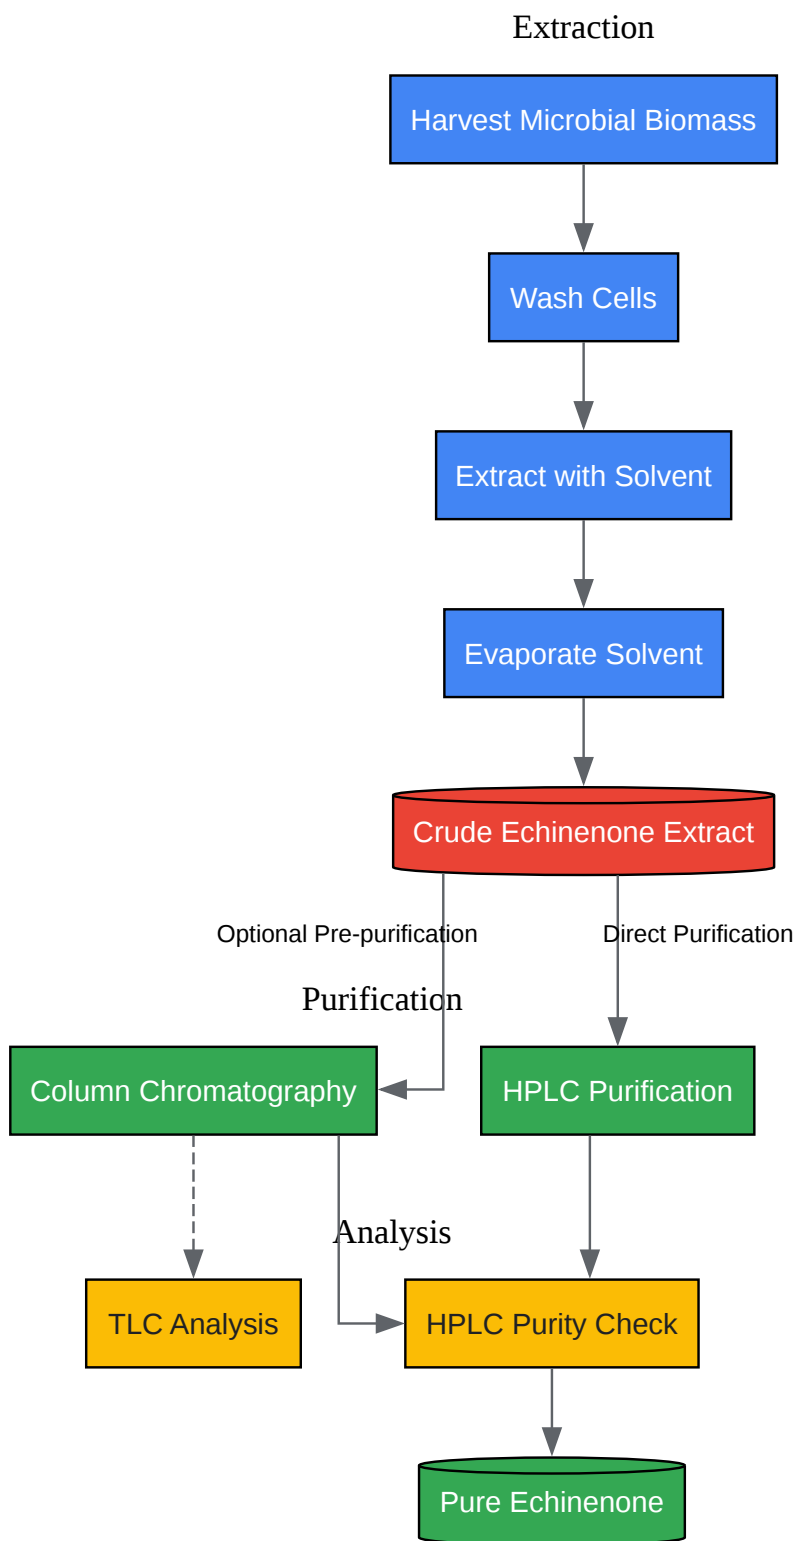 Extraction
Harvest Microbial Biomass
Wash Cells
Extract with Solvent
Evaporate Solvent
Crude Echinenone Extract
Optional Pre-purification
Direct Purification
Purification
Column Chromatography
HPLC Purification
Analysis
TLC Analysis
HPLC Purity Check
Pure Echinenone